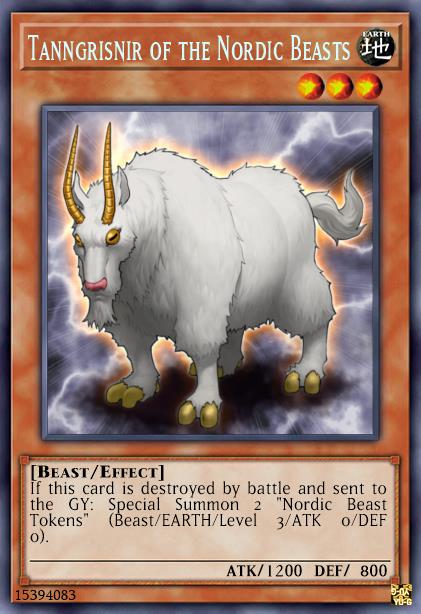 Tanngrisnir of the Nordic Beasts
EARTH
地
[Beast/Effect]
If this card is destroyed by battle and sent to
the GY: Special Summon 2 "Nordic Beast
Tokens" (Beast/EARTH/Level 3/ATK 0/DEF
0).
ATK/1200 DEF/ 800
15394083